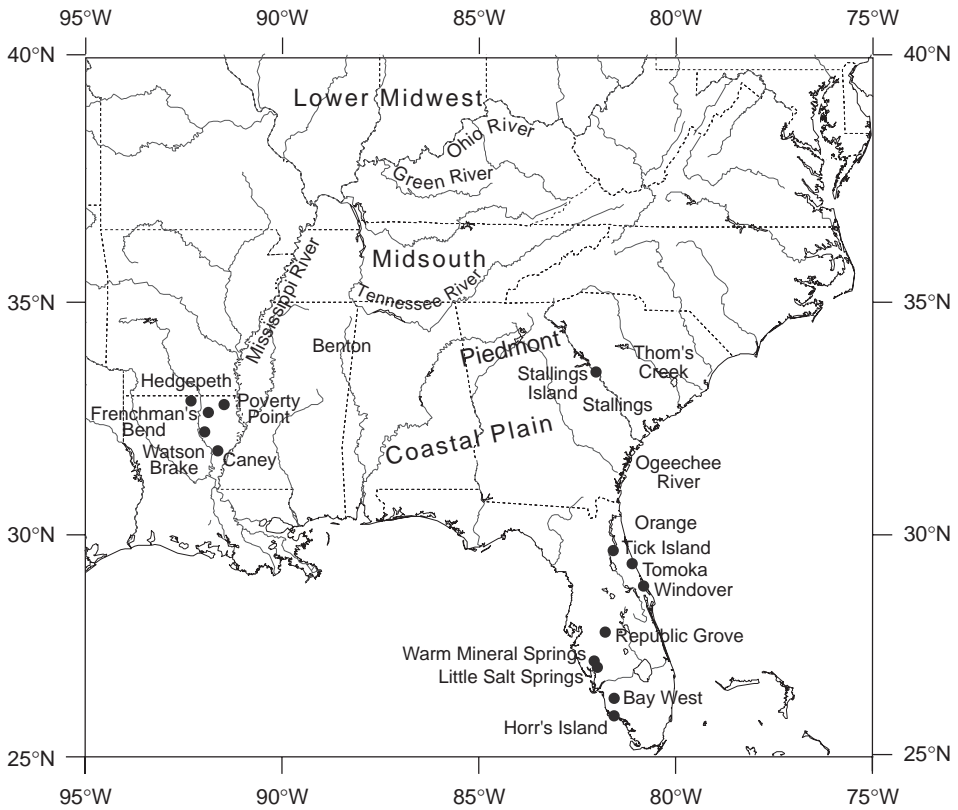 95°W 90°W 85°W 80°W 75°W
40°N 40°N
Lower Midwest
Ohio River
Green River
Midsouth
Mississippi River
Tennessee River
35°N 35°N
Benton
Piedmont
Thom's
Creek
Stallings
Island
Stallings
Hedgepeth
Poverty
Point
Frenchman's
Bend
Watson
Brake
Caney
Coastal Plain
Ogeechee
River
Orange
30°N 30°N
Tick Island
Tomoka
Windover
Republic Grove
Warm Mineral Springs
Little Salt Springs
Bay West
Horr's Island
25°N 25°N
95°W 90°W 85°W 80°W 75°W